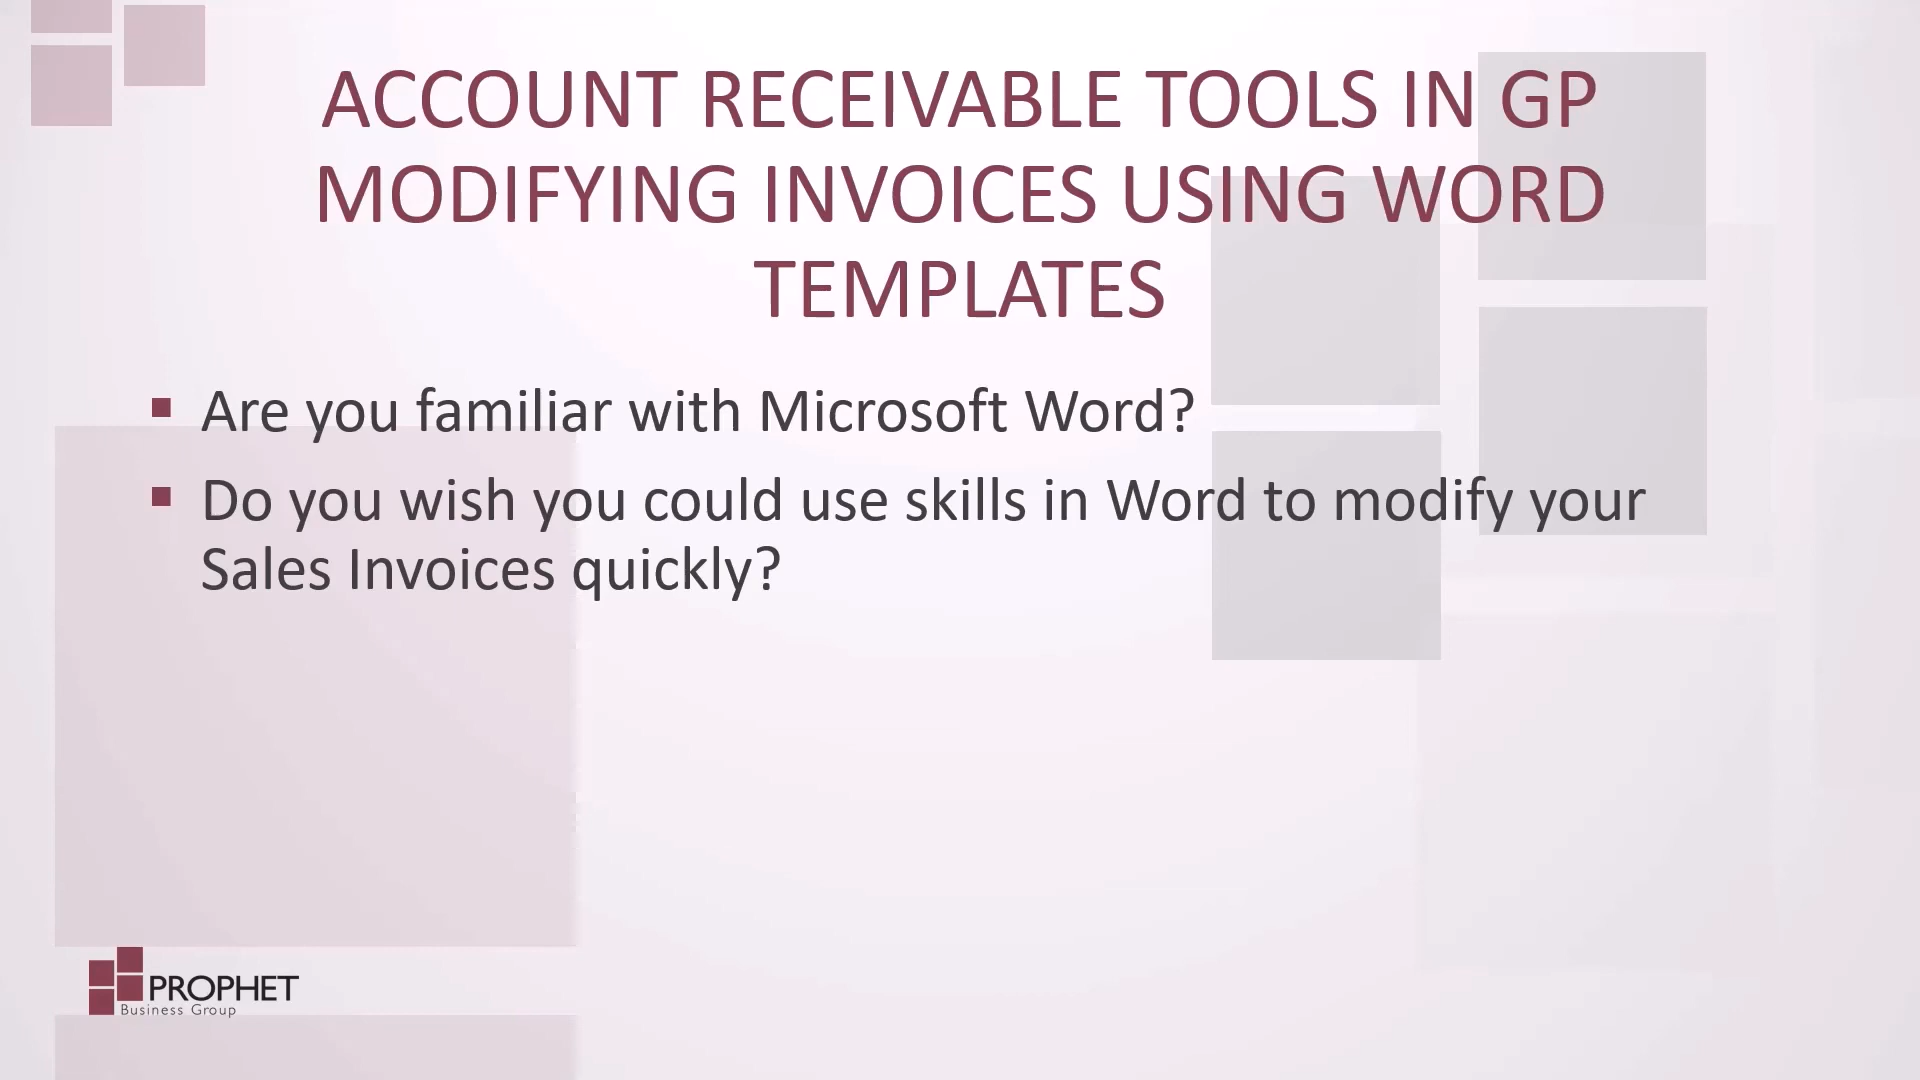 ACCOUNT RECEIVABLE TOOLS IN GP
MODIFYING INVOICES USING WORD
TEMPLATES
Are you familiar with Microsoft Word?
Do you wish you could use skills in Word to modify your
Sales Invoices quickly?
PROPHET
Business Group